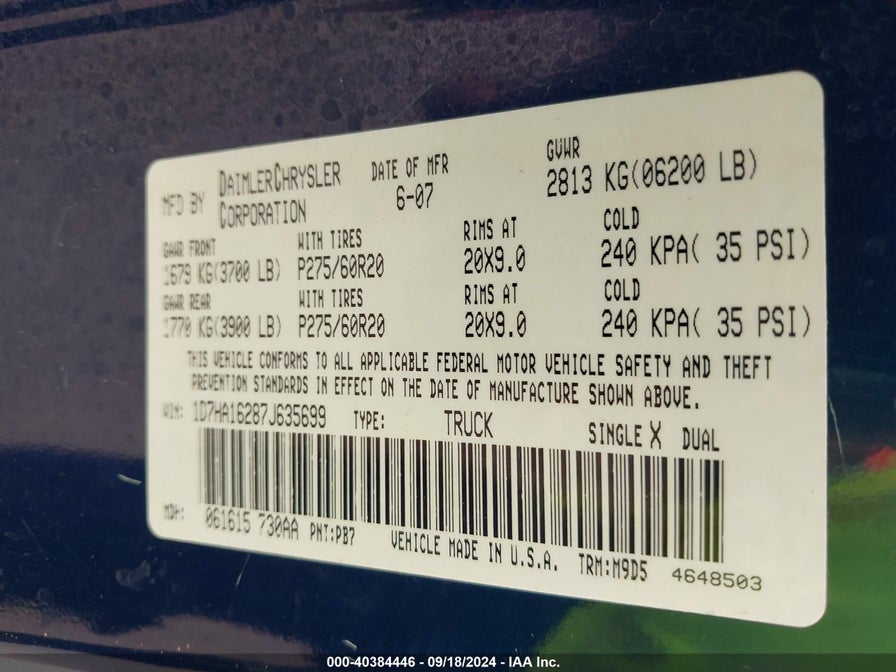 MFD BY DAIMLERCHRYSLER CORPORATION DATE OF MFR 6-07 GVWR 2813 KG(06200 LB)
GAWR FRONT WITH TIRES RIMS AT COLD
1679 KG(3700 LB) P275/60R20 20X9.0 240 KPA( 35 PSI)
GAWR REAR WITH TIRES RIMS AT COLD
1770 KG(3900 LB) P275/60R20 20X9.0 240 KPA( 35 PSI)
THIS VEHICLE CONFORMS TO ALL APPLICABLE FEDERAL MOTOR VEHICLE SAFETY AND THEFT
PREVENTION STANDARDS IN EFFECT ON THE DATE OF MANUFACTURE SHOWN ABOVE.
VIN: 1D7HA16287J635699 TYPE: TRUCK SINGLE X DUAL
MDH: 061615 730AA PNT:PB7 VEHICLE MADE IN U.S.A. TRM:M9D5 4648503
000-40384446 - 09/18/2024 - IAA Inc.